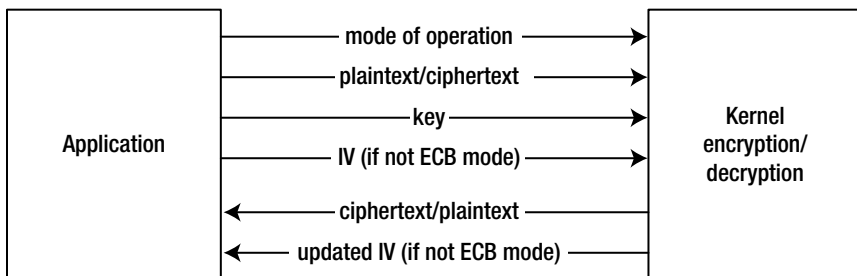 mode of operation
plaintext/ciphertext
key
Application
Kernel
encryption/
decryption
IV (if not ECB mode)
ciphertext/plaintext
updated IV (if not ECB mode)